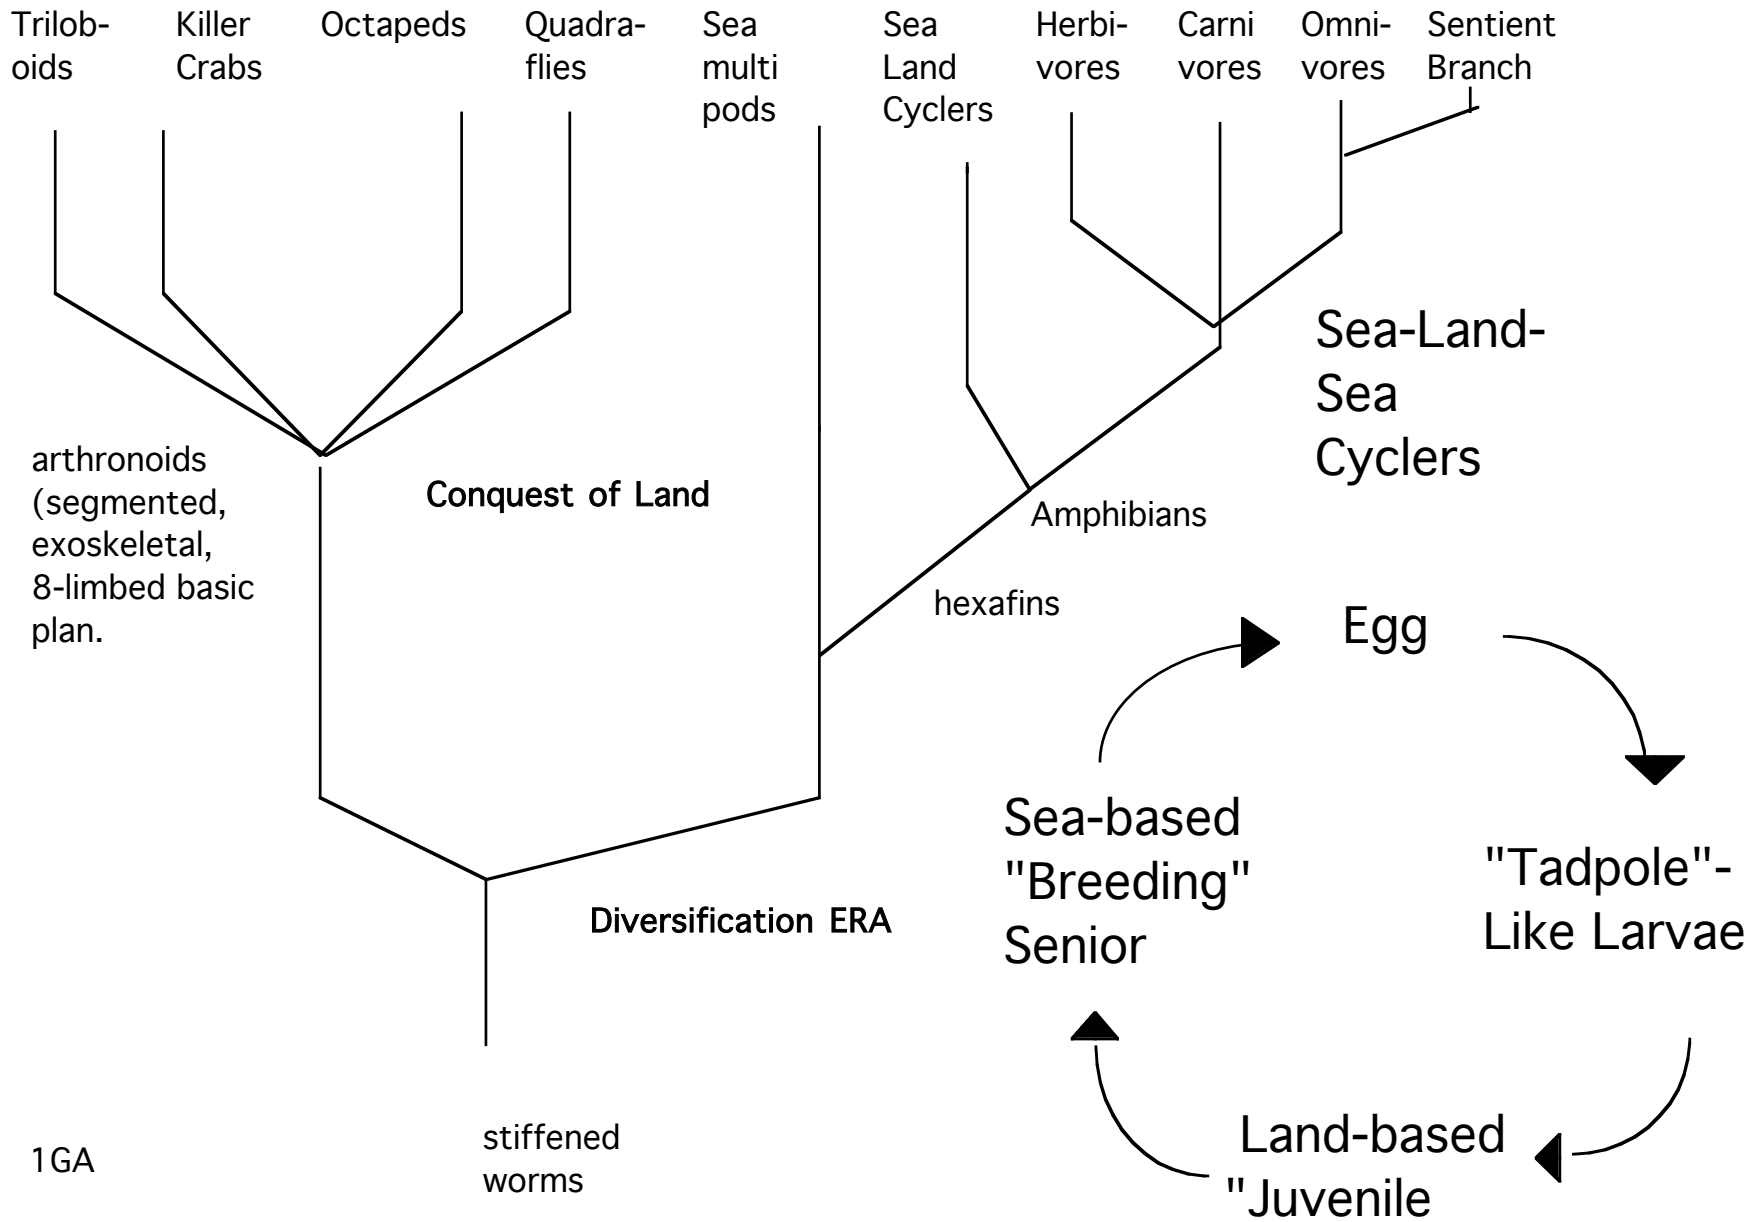 Trilob-
oids
Killer
Crabs
Octapeds
Quadra-
flies
Sea
multi
pods
Sea
Land
Cyclers
Herbi-
vores
Carni
vores
Omni-
vores
Sentient
Branch
Sea-Land-
Sea
Cyclers
arthronoids
(segmented,
exoskeletal,
8-limbed basic
plan.
Conquest of Land
Amphibians
hexafins
Egg
Sea-based
"Breeding"
Senior
"Tadpole"-
Like Larvae
Diversification ERA
Land-based
"Juvenile
stiffened
worms
1GA